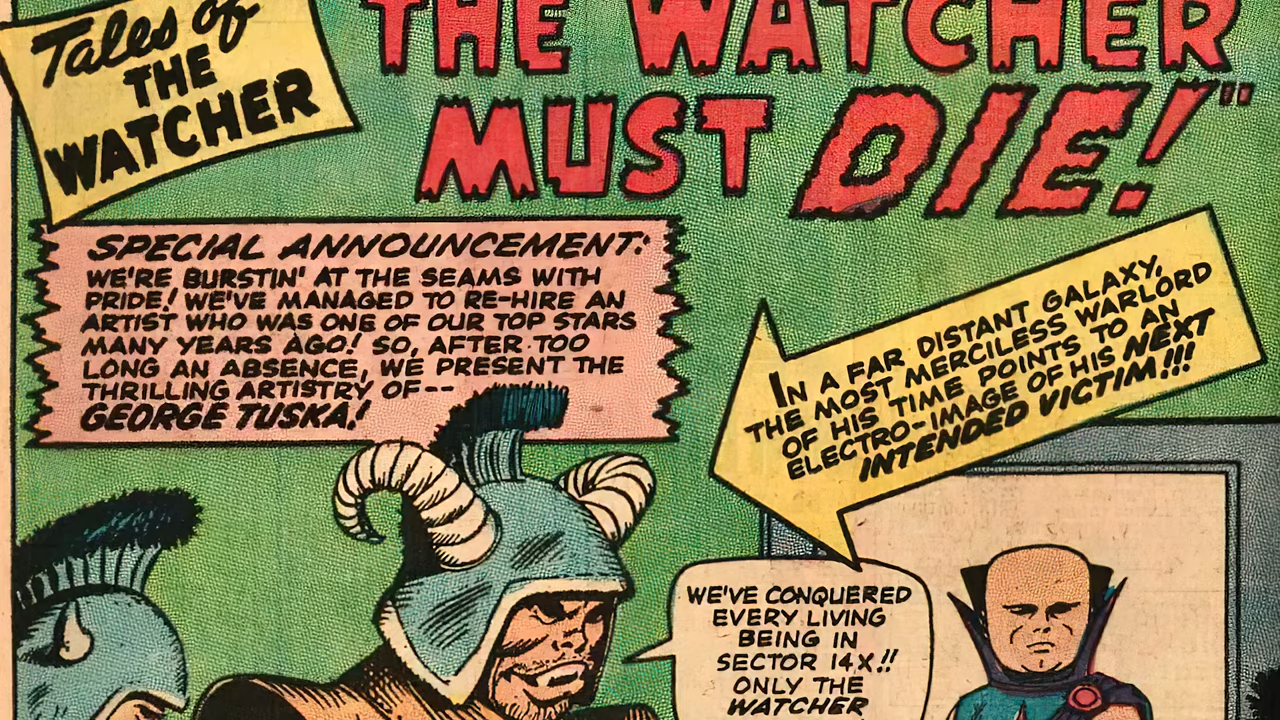 Tales of
THE
WATCHER
THE WATCHER
MUST DIE!"
SPECIAL ANNOUNCEMENT:
WE'RE BURSTIN' AT THE SEAMS WITH
PRIDE! WE'VE MANAGED TO RE-HIRE AN
ARTIST WHO WAS ONE OF OUR TOP STARS
MANY YEARS AGO! SO, AFTER TOO
LONG AN ABSENCE, WE PRESENT THE
THRILLING ARTISTRY OF--
GEORGE TUSKA!
IN A FAR DISTANT GALAXY,
THE MOST MERCILESS WARLORD
OF HIS TIME POINTS TO AN
ELECTRO-IMAGE OF HIS NEXT
INTENDED VICTIM!!!
WE'VE CONQUERED
EVERY LIVING
BEING IN
SECTOR 14X!!
ONLY THE
WATCHER